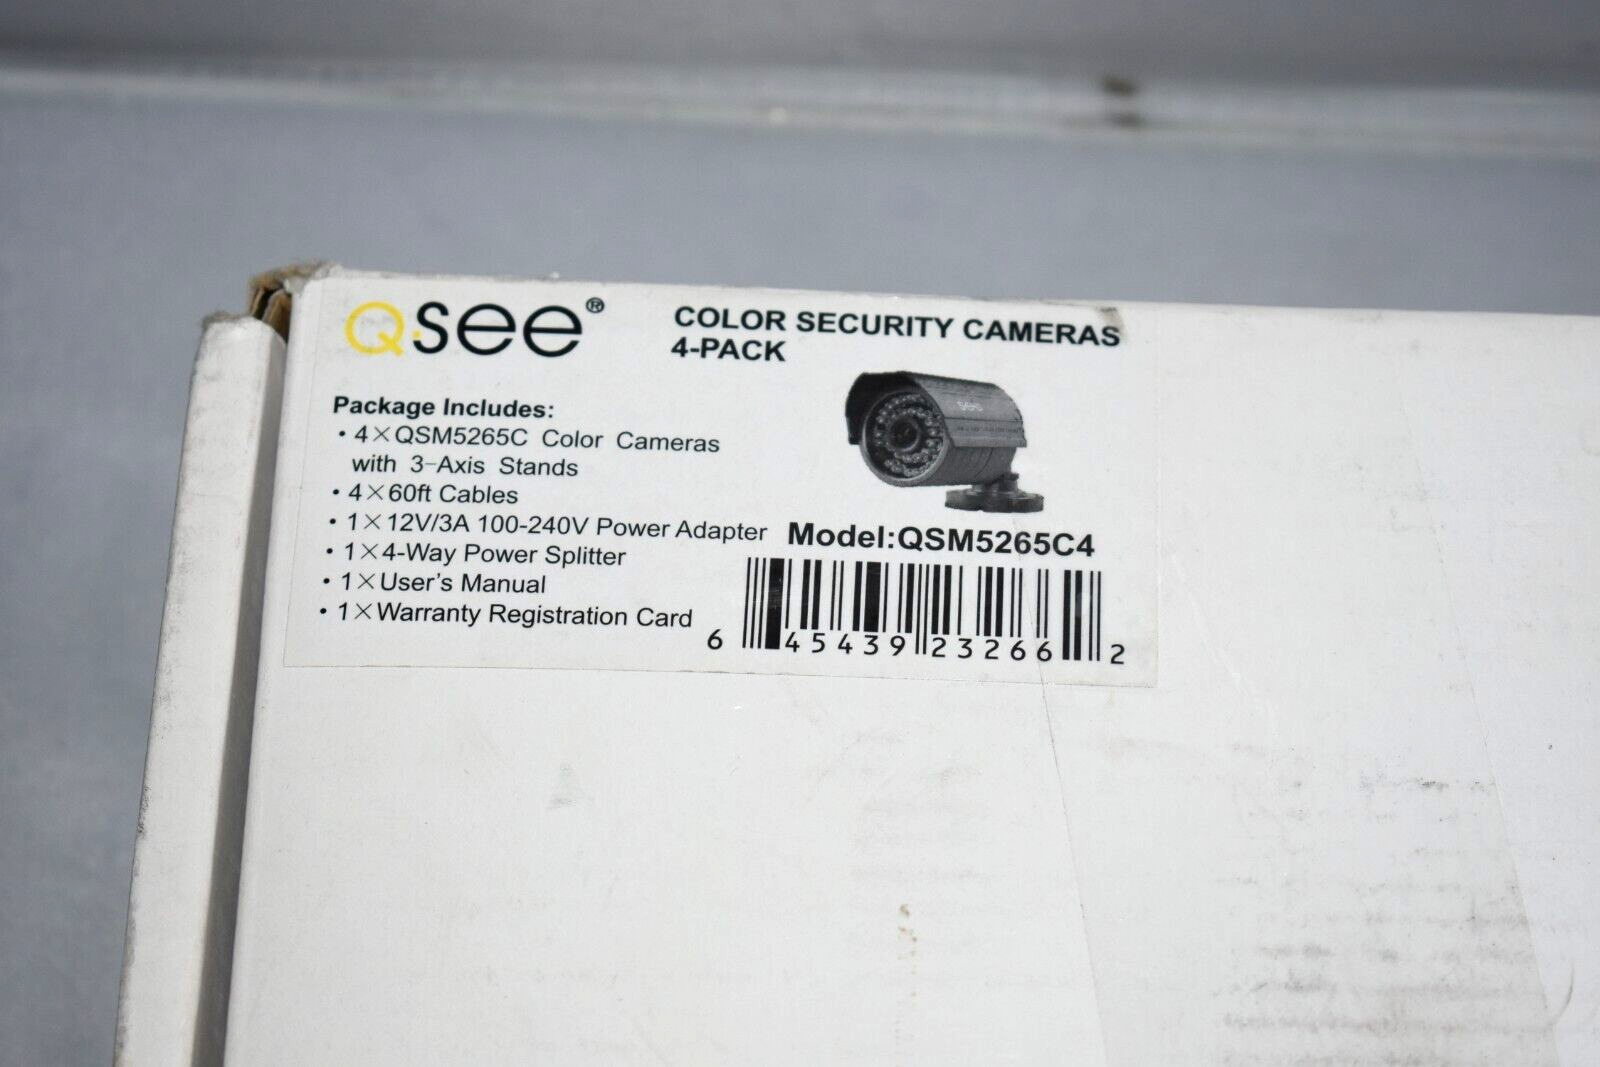 Q-see®
COLOR SECURITY CAMERAS
4-PACK
Package Includes:
• 4×QSM5265C Color Cameras
with 3-Axis Stands
• 4×60ft Cables
• 1×12V/3A 100-240V Power Adapter
• 1×4-Way Power Splitter
• 1×User's Manual
• 1×Warranty Registration Card
Model:QSM5265C4
6 45439 23266 2